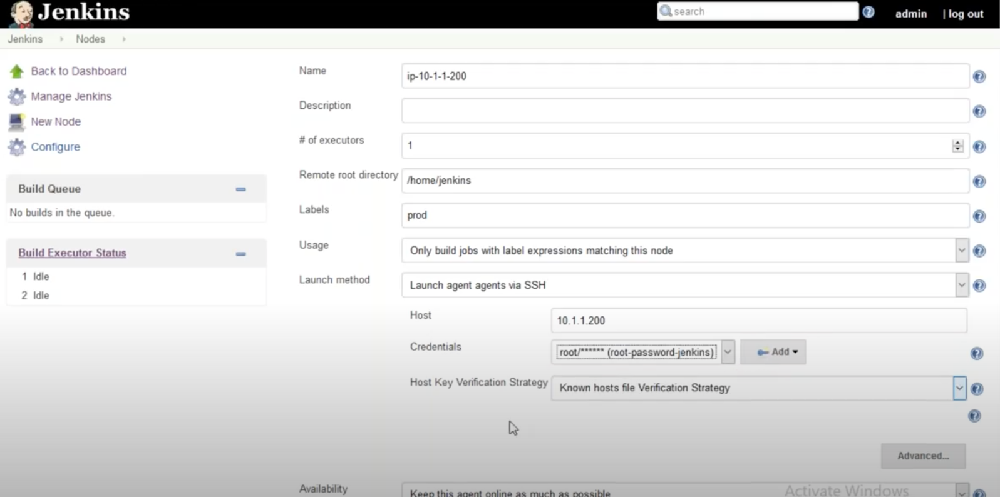 Jenkins
search
admin
| log out
Jenkins
Nodes
Back to Dashboard
Manage Jenkins
New Node
Configure
Build Queue
No builds in the queue.
Build Executor Status
1 Idle
2 Idle
Name
ip-10-1-1-200
Description
# of executors
1
Remote root directory
/home/jenkins
Labels
prod
Usage
Only build jobs with label expressions matching this node
Launch method
Launch agent agents via SSH
Host
10.1.1.200
Credentials
root/****** (root-password-jenkins)
Add
Host Key Verification Strategy
Known hosts file Verification Strategy
Advanced...
Availability
Keep this agent online as much as possible
Activate Windows